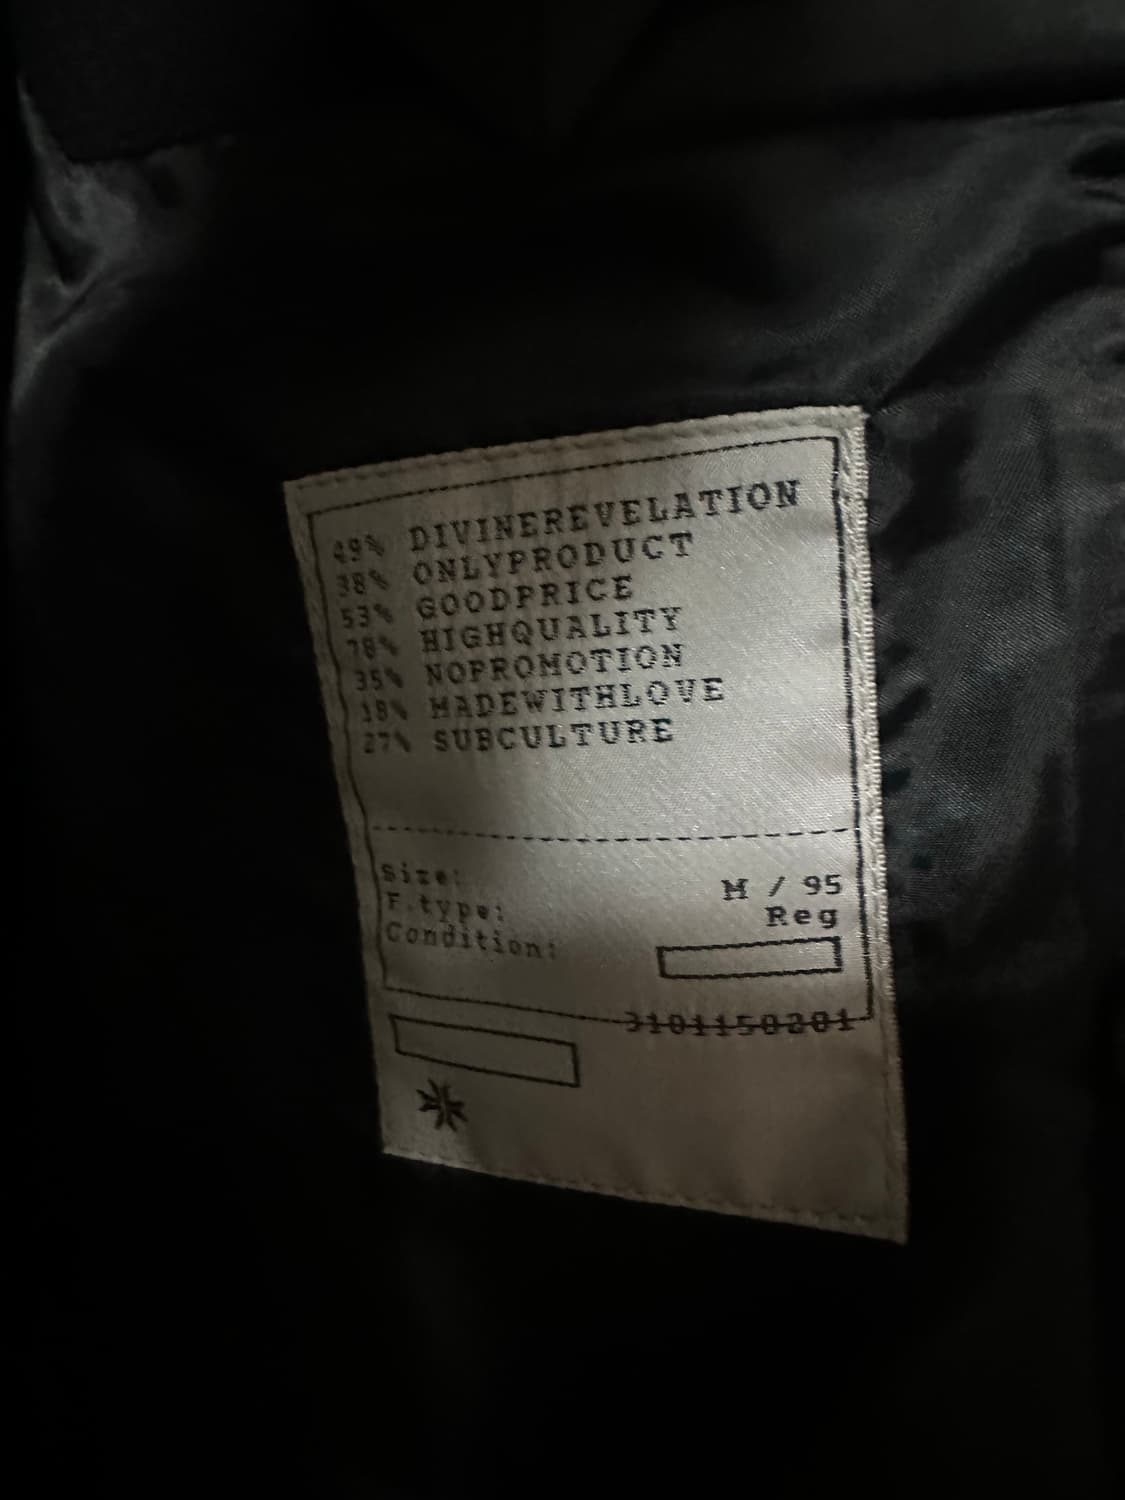 49% DIVINEREVELATION
38% ONLYPRODUCT
53% GOODPRICE
78% HIGHQUALITY
35% NOPROMOTION
18% MADEWITHLOVE
27% SUBCULTURE
Size: M / 95
F.type: Reg
Condition:
3101150201